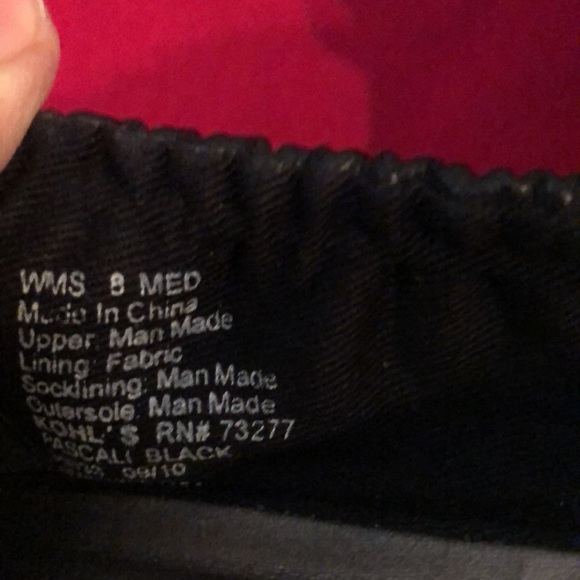 WMS 8 MED
Made In China
Upper: Man Made
Lining: Fabric
Socklining: Man Made
Outersole: Man Made
KOHL'S RN# 73277
BLACK
09/10